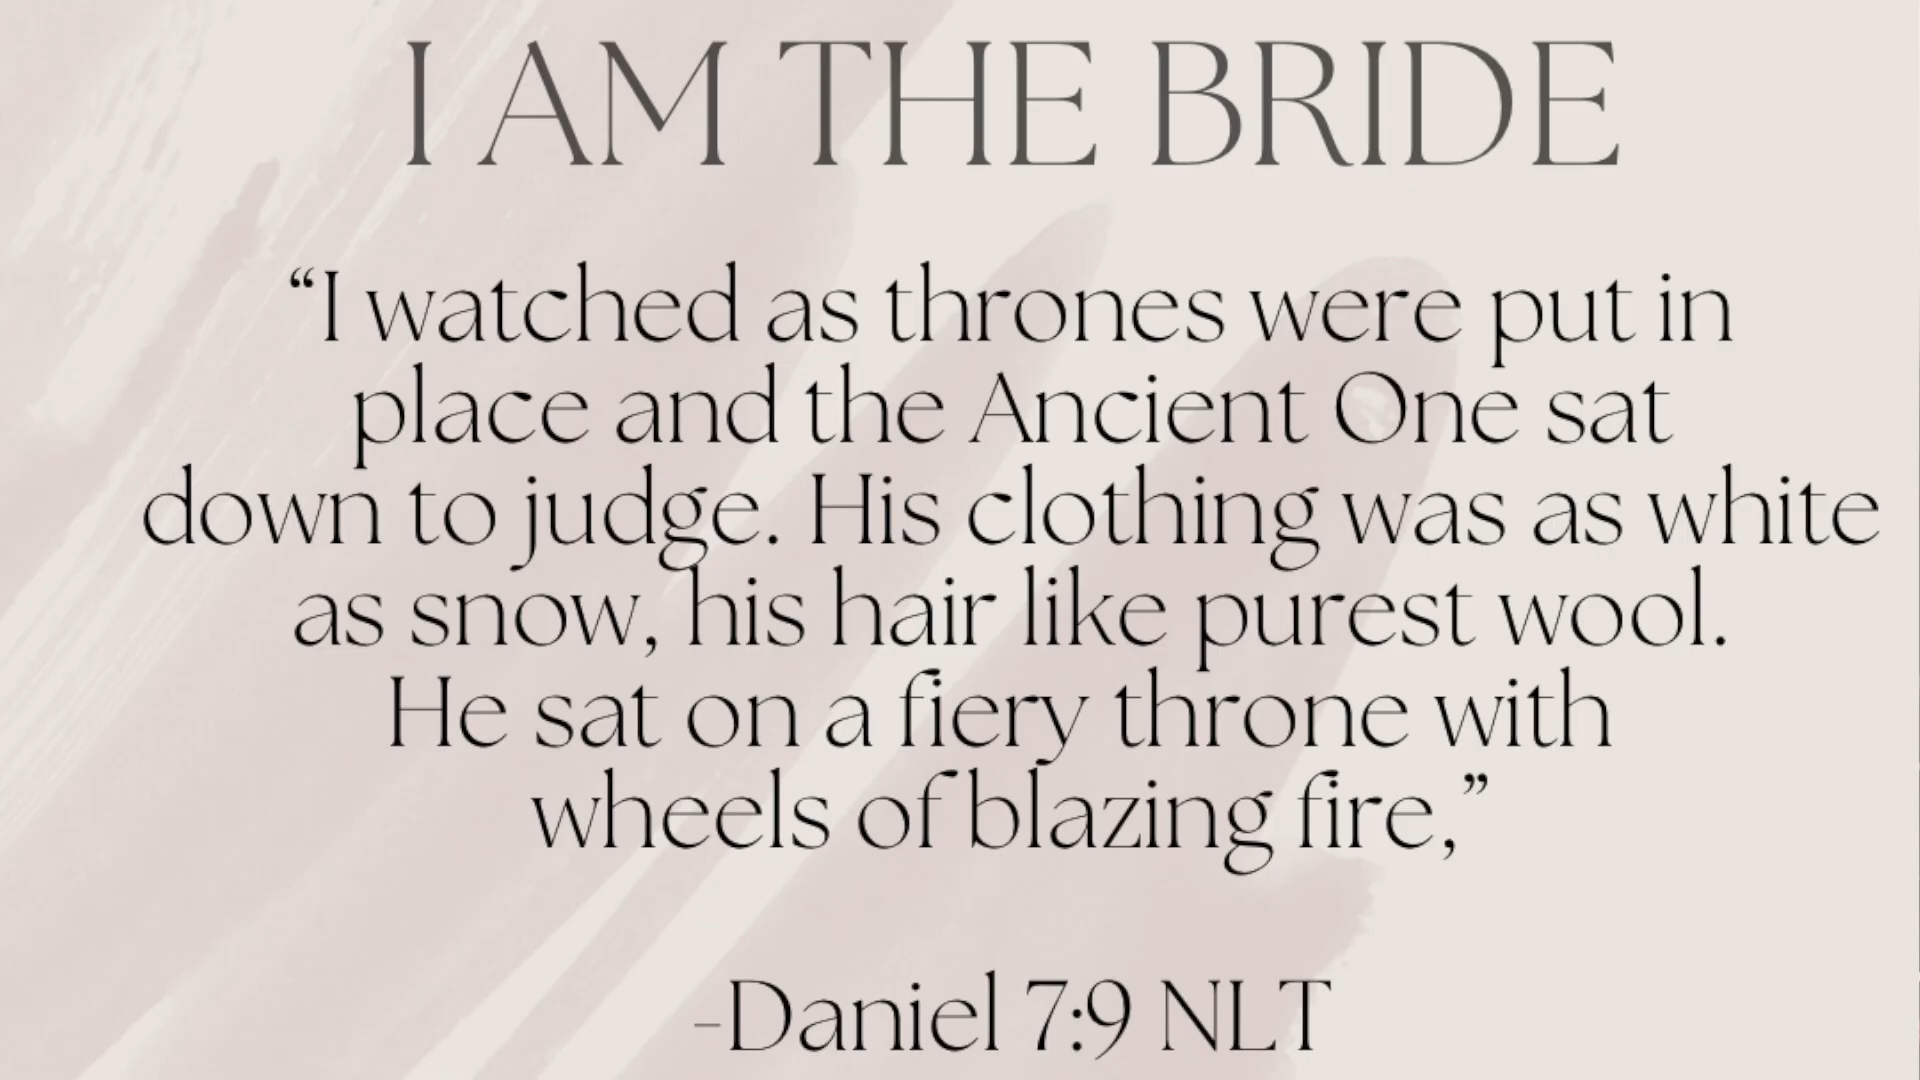 I AM THE BRIDE
“I watched as thrones were put in
place and the Ancient One sat
down to judge. His clothing was as white
as snow, his hair like purest wool.
He sat on a fiery throne with
wheels of blazing fire,”
-Daniel 7:9 NLT